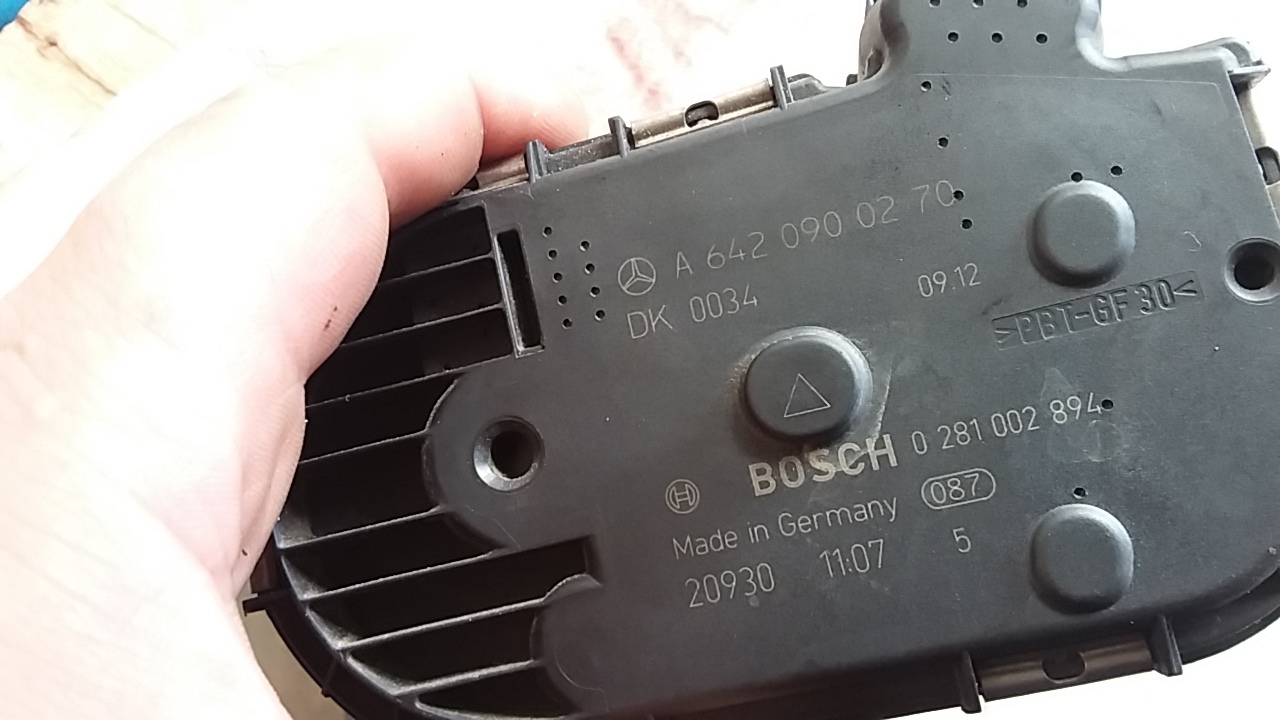 A 642 090 02 70
DK 0034
09.12
>PBT-GF30<
BOSCH 0 281 002 894
Made in Germany 087
20930 11:07 5